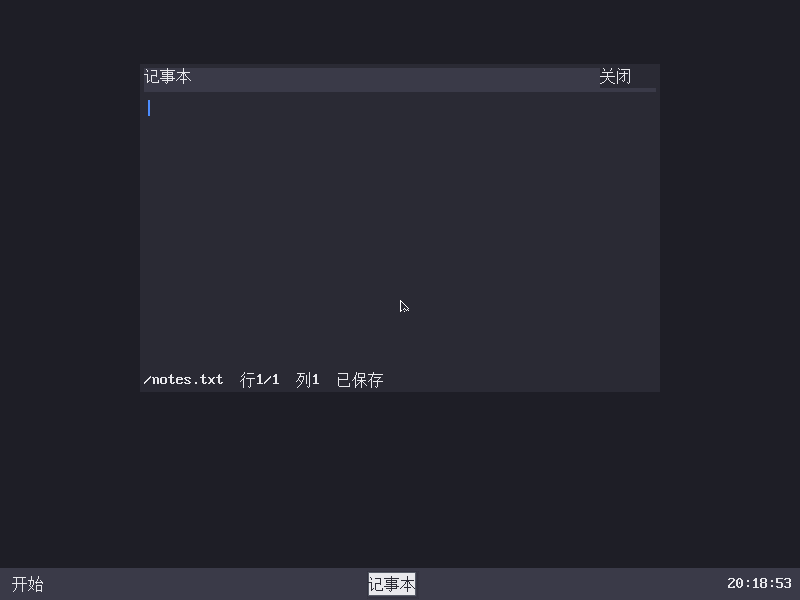 记事本 关闭
/notes.txt 行1/1 列1 已保存
开始 记事本 20:18:53